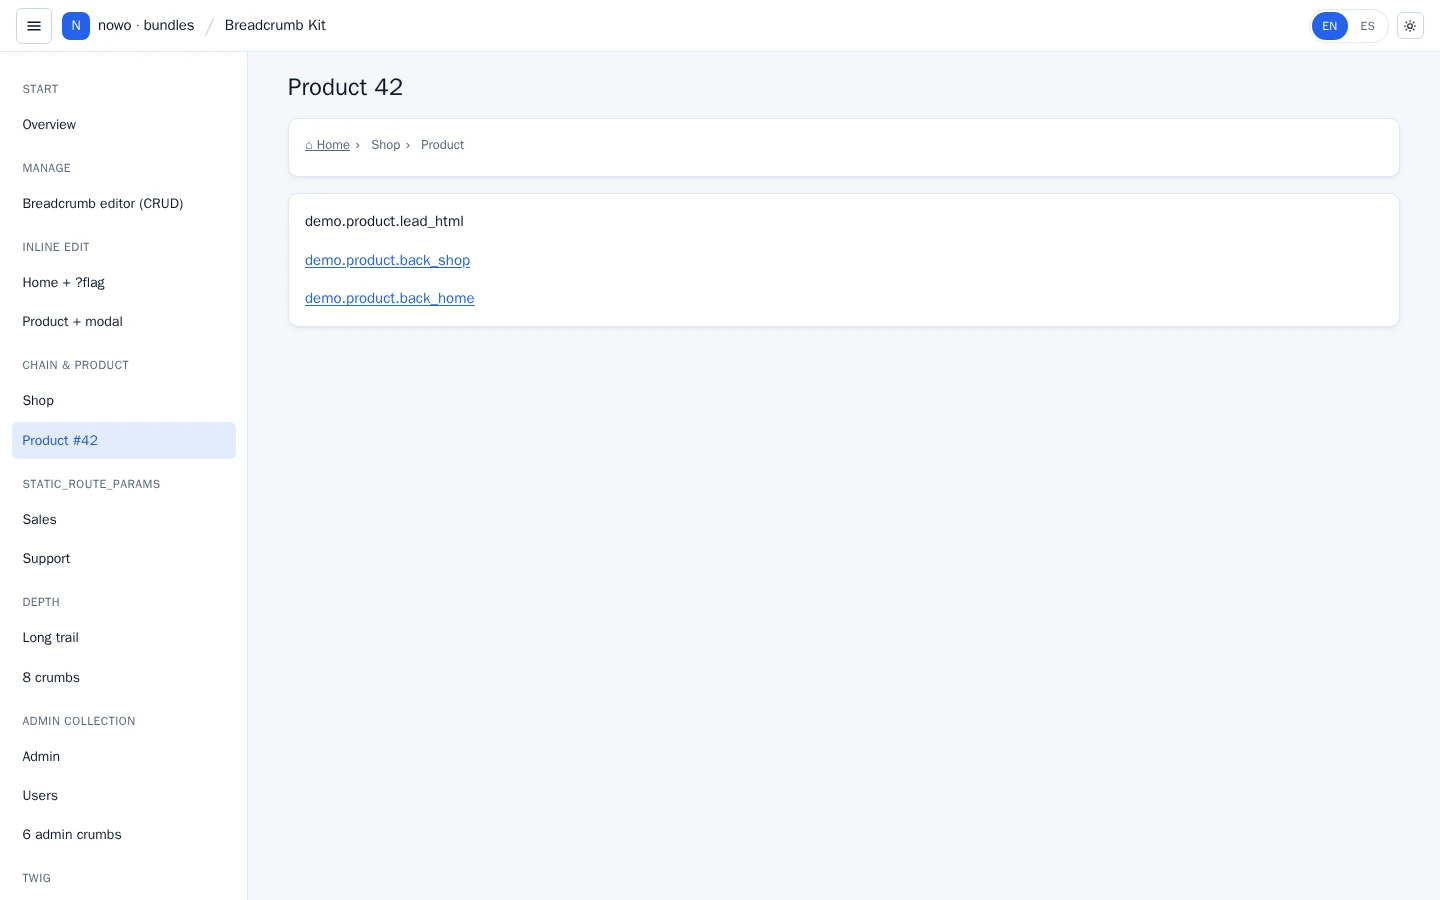 N nowo · bundles / Breadcrumb Kit EN ES
START
Overview
MANAGE
Breadcrumb editor (CRUD)
INLINE EDIT
Home + ?flag
Product + modal
CHAIN & PRODUCT
Shop
Product #42
STATIC_ROUTE_PARAMS
Sales
Support
DEPTH
Long trail
8 crumbs
ADMIN COLLECTION
Admin
Users
6 admin crumbs
TWIG
Product 42
⌂ Home › Shop › Product
demo.product.lead_html
demo.product.back_shop
demo.product.back_home